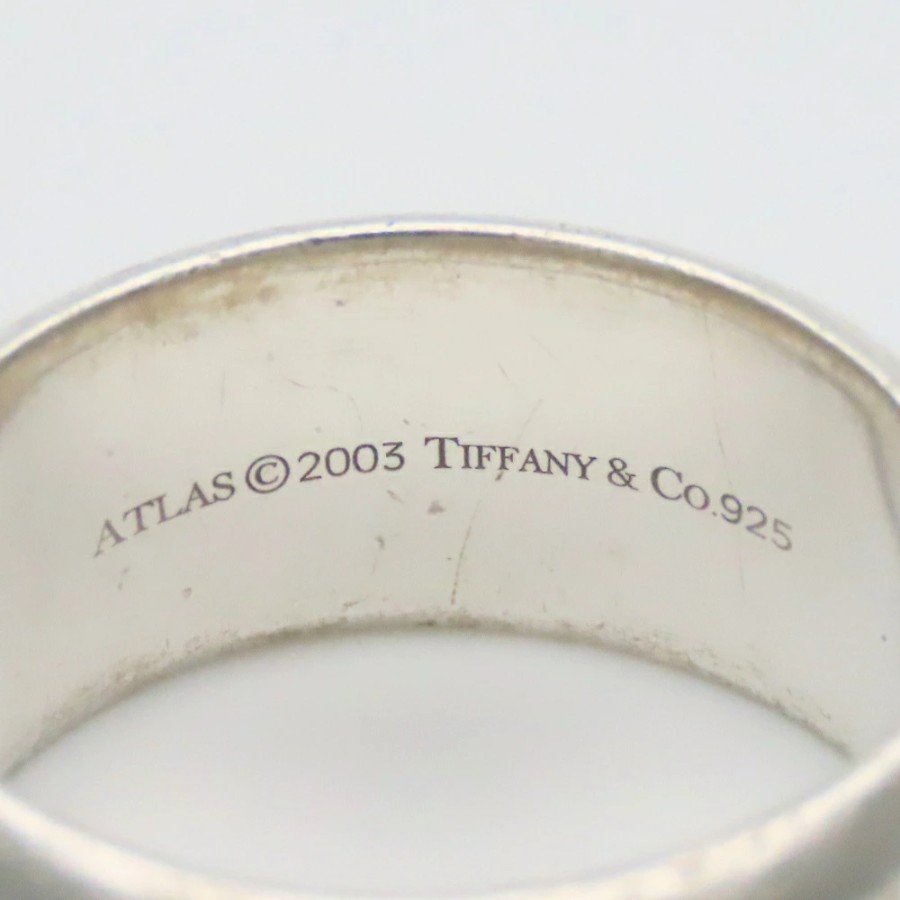 ATLAS ©2003 TIFFANY & CO. 925